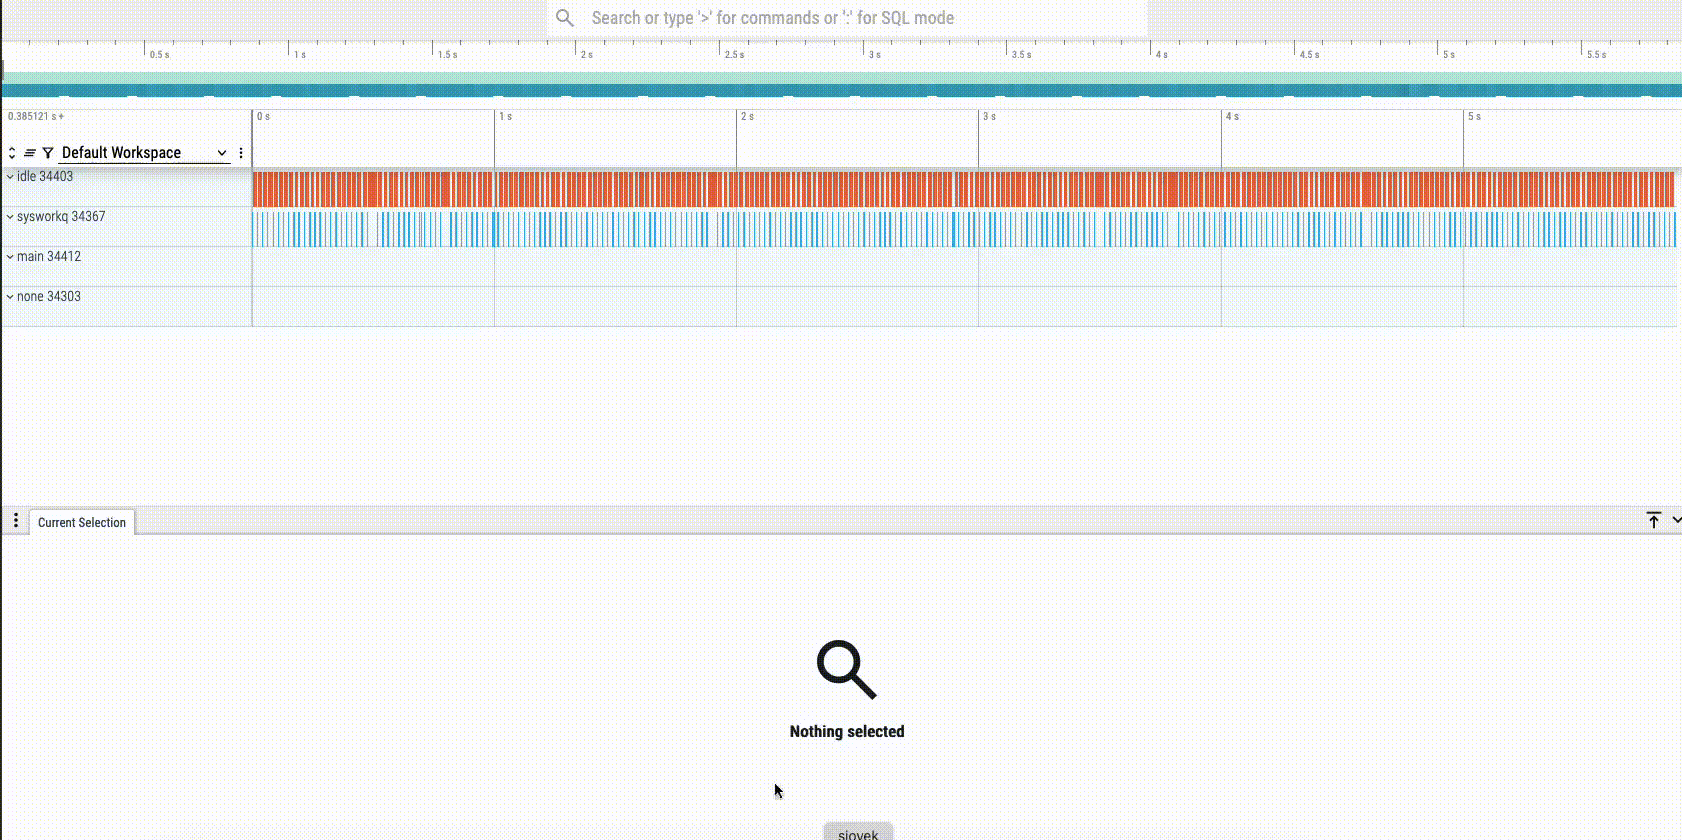 Search or type '>' for commands or ':' for SQL mode
0.5 s 1 s 1.5 s 2 s 2.5 s 3 s 3.5 s 4 s 4.5 s 5 s 5.5 s
0.385121 s + 0 s 1 s 2 s 3 s 4 s 5 s
Default Workspace
idle 34403
sysworkq 34367
main 34412
none 34303
Current Selection
Nothing selected